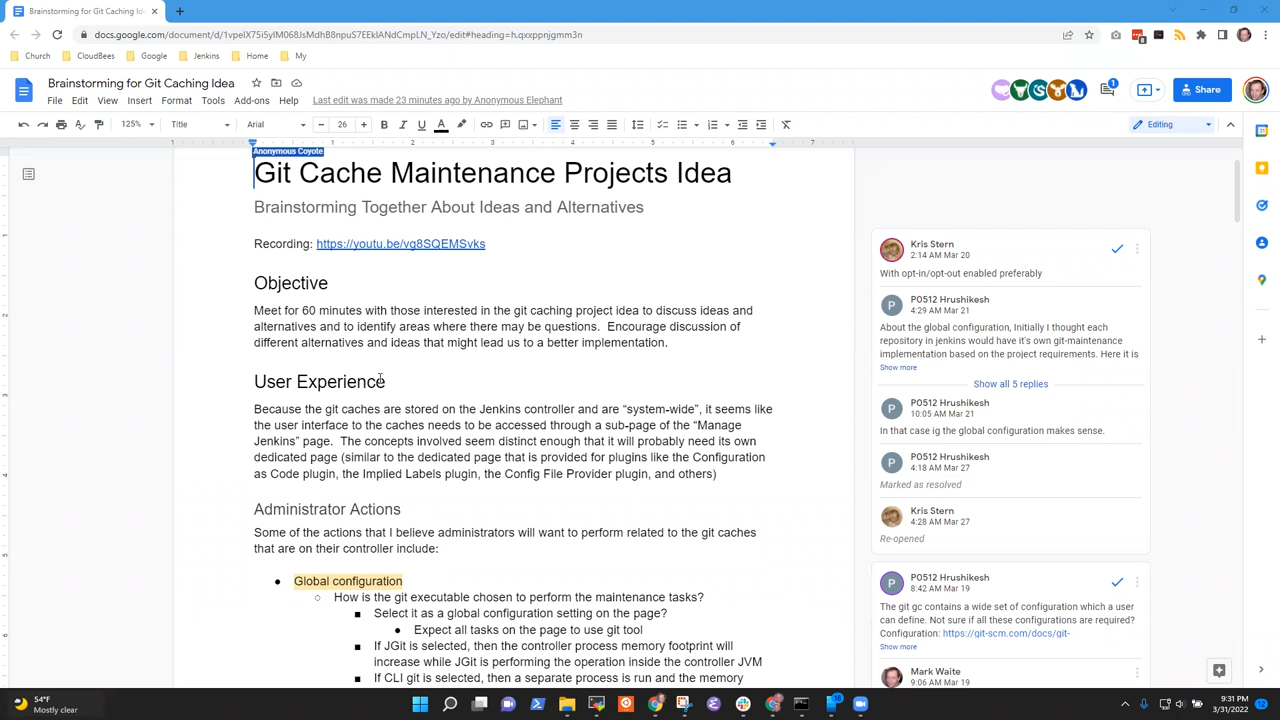 Brainstorming for Git Caching Ide
docs.google.com/document/d/1vpelX75i5ylM068JsMdhB8npuS7EEkIANdCmpLN_Yzo/edit#heading=h.qxxppnjgmm3n
Church
CloudBees
Google
Jenkins
Home
My
Brainstorming for Git Caching Idea
File Edit View Insert Format Tools Add-ons Help Last edit was made 23 minutes ago by Anonymous Elephant
1
Share
125% Title Arial 26 Editing
1 1 2 3 4 5 6 7
Anonymous Coyote
Git Cache Maintenance Projects Idea
Brainstorming Together About Ideas and Alternatives
Recording: https://youtu.be/vg8SQEMSvks
Objective
Meet for 60 minutes with those interested in the git caching project idea to discuss ideas and
alternatives and to identify areas where there may be questions. Encourage discussion of
different alternatives and ideas that might lead us to a better implementation.
User Experience
Because the git caches are stored on the Jenkins controller and are “system-wide”, it seems like
the user interface to the caches needs to be accessed through a sub-page of the “Manage
Jenkins” page. The concepts involved seem distinct enough that it will probably need its own
dedicated page (similar to the dedicated page that is provided for plugins like the Configuration
as Code plugin, the Implied Labels plugin, the Config File Provider plugin, and others)
Administrator Actions
Some of the actions that I believe administrators will want to perform related to the git caches
that are on their controller include:
● Global configuration
○ How is the git executable chosen to perform the maintenance tasks?
■ Select it as a global configuration setting on the page?
● Expect all tasks on the page to use git tool
■ If JGit is selected, then the controller process memory footprint will
increase while JGit is performing the operation inside the controller JVM
■ If CLI git is selected, then a separate process is run and the memory
Kris Stern
2:14 AM Mar 20
With opt-in/opt-out enabled preferably
P
P0512 Hrushikesh
4:29 AM Mar 21
About the global configuration, Initially I thought each
repository in jenkins would have it's own git-maintenance
implementation based on the project requirements. Here it is
Show more
Show all 5 replies
P
P0512 Hrushikesh
10:05 AM Mar 21
In that case ig the global configuration makes sense.
P
P0512 Hrushikesh
4:18 AM Mar 27
Marked as resolved
Kris Stern
4:28 AM Mar 27
Re-opened
P
P0512 Hrushikesh
8:42 AM Mar 19
The git gc contains a wide set of configuration which a user
can define. Not sure if all these configurations are required?
Configuration: https://git-scm.com/docs/git-
Show more
Mark Waite
9:06 AM Mar 19
54°F
Mostly clear
9:31 PM
3/31/2022